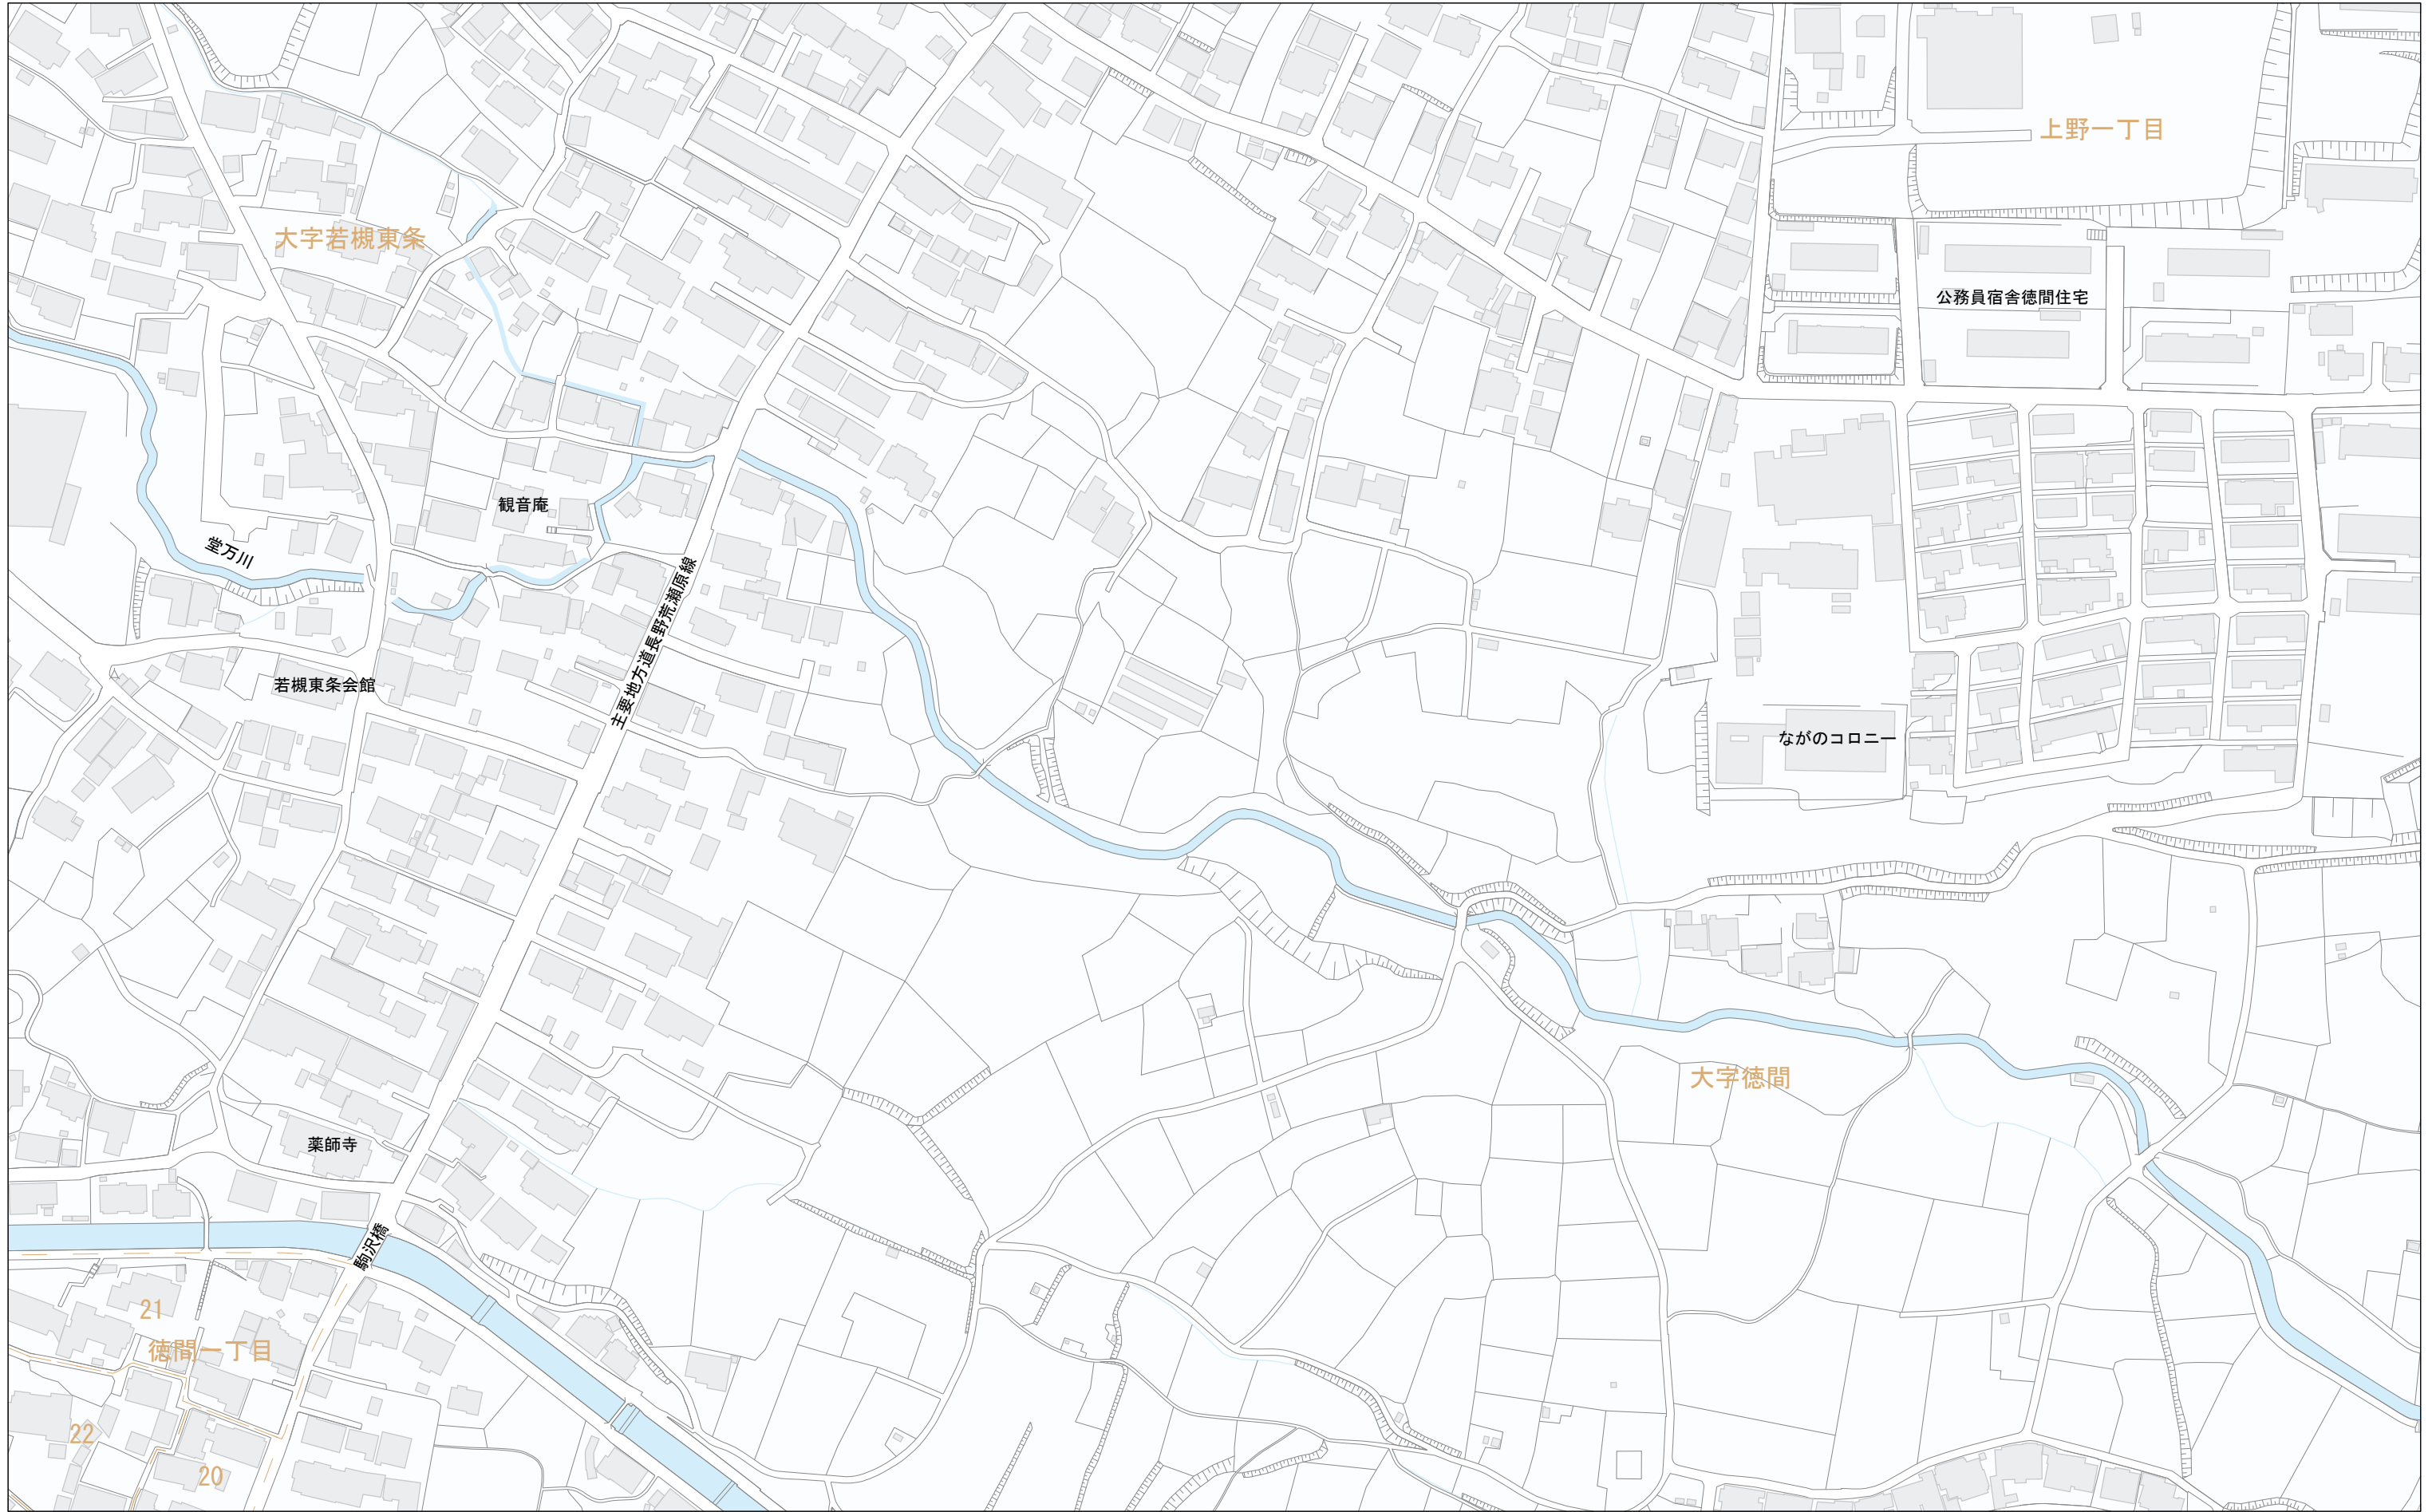 上野一丁目
大字若槻東条
公務員宿舎徳間住宅
観音庵
堂万川
主要地方道長野荒瀬原線
若槻東条会館
ながのコロニー
大字徳間
薬師寺
駒沢橋
21
徳間一丁目
22
20